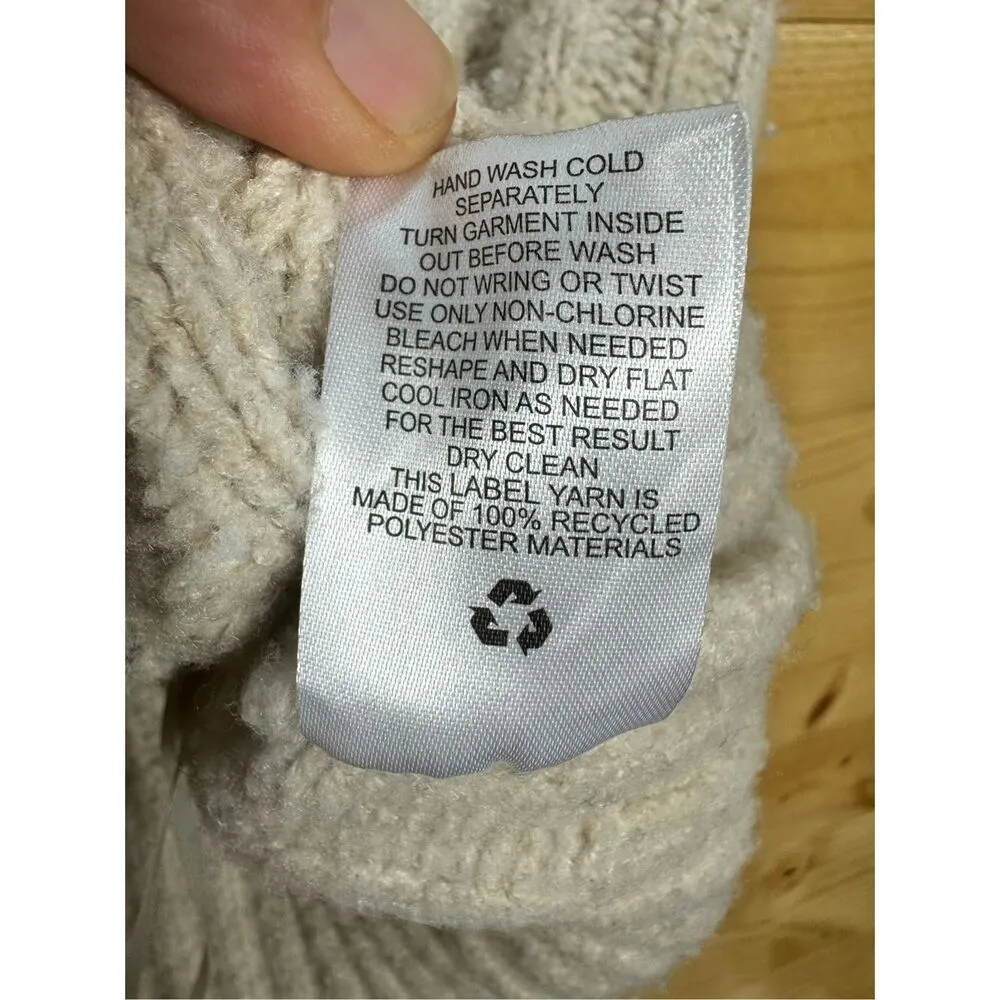 HAND WASH COLD
SEPARATELY
TURN GARMENT INSIDE
OUT BEFORE WASH
DO NOT WRING OR TWIST
USE ONLY NON-CHLORINE
BLEACH WHEN NEEDED
RESHAPE AND DRY FLAT
COOL IRON AS NEEDED
FOR THE BEST RESULT
DRY CLEAN
THIS LABEL YARN IS
MADE OF 100% RECYCLED
POLYESTER MATERIALS